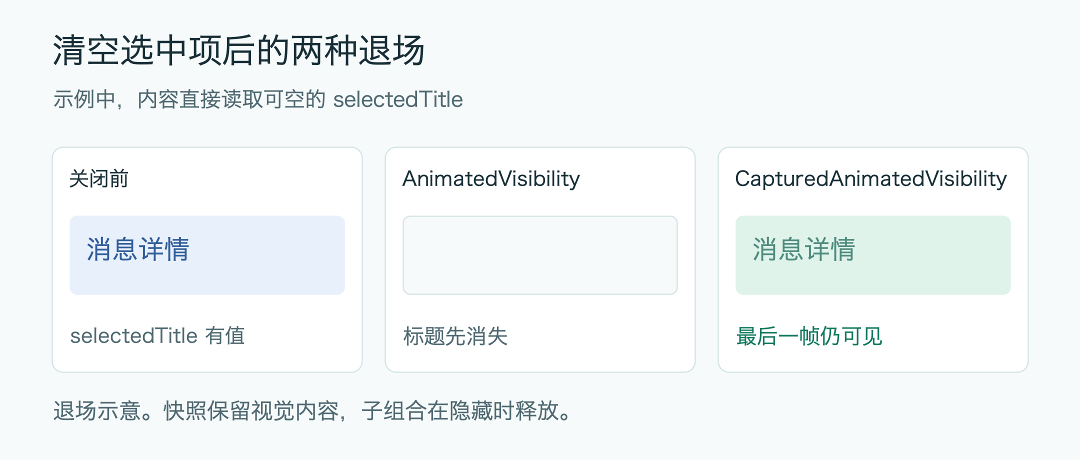 清空选中项后的两种退场
示例中，内容直接读取可空的 selectedTitle
关闭前
消息详情
selectedTitle 有值
AnimatedVisibility
标题先消失
CapturedAnimatedVisibility
消息详情
最后一帧仍可见
退场示意。快照保留视觉内容，子组合在隐藏时释放。